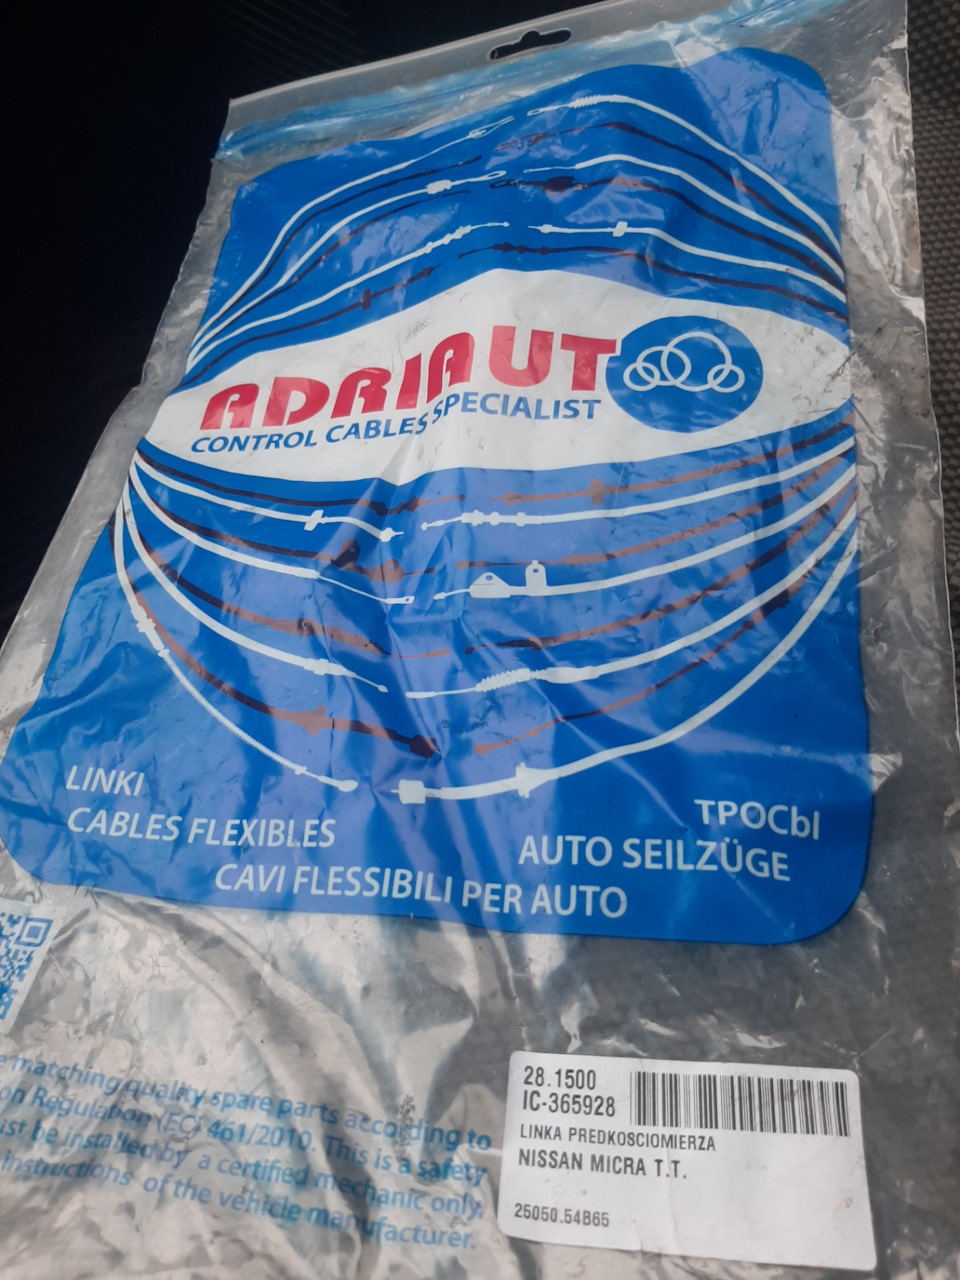 ADRIAUTO
CONTROL CABLES SPECIALIST
LINKI
CABLES FLEXIBLES
CAVI FLESSIBILI PER AUTO
ТРОСЫ
AUTO SEILZÜGE
matching quality spare parts according to
Regulation (EC) 461/2010. This is a safety
be installed by a certified mechanic only.
instructions of the vehicle manufacturer.
28.1500
IC-365928
LINKA PREDKOSCIOMIERZA
NISSAN MICRA T.T.
25050.54B65